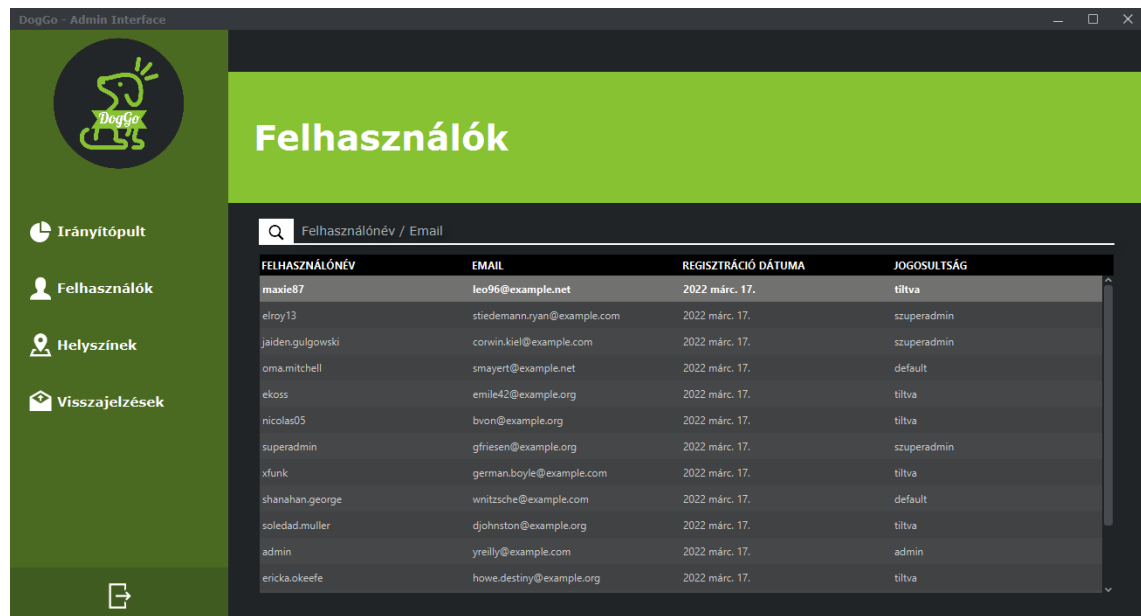 DogGo - Admin Interface
DogGo
Felhasználók
Irányítópult
Felhasználók
Helyszínek
Visszajelzések
Felhasználónév / Email
FELHASZNÁLÓNÉV EMAIL REGISZTRÁCIÓ DÁTUMA JOGOSULTSÁG
maxie87 leo96@example.net 2022 márc. 17. tiltva
elroy13 stiedemann.ryan@example.com 2022 márc. 17. szuperadmin
jaiden.gulgowski corwin.kiel@example.com 2022 márc. 17. szuperadmin
oma.mitchell smayert@example.net 2022 márc. 17. default
ekoss emile42@example.org 2022 márc. 17. tiltva
nicolas05 bvon@example.org 2022 márc. 17. tiltva
superadmin gfriesen@example.org 2022 márc. 17. szuperadmin
xfunk german.boyle@example.com 2022 márc. 17. tiltva
shanahan.george wnitzsche@example.com 2022 márc. 17. default
soledad.muller djohnston@example.org 2022 márc. 17. tiltva
admin yreilly@example.com 2022 márc. 17. admin
ericka.okeefe howe.destiny@example.org 2022 márc. 17. tiltva